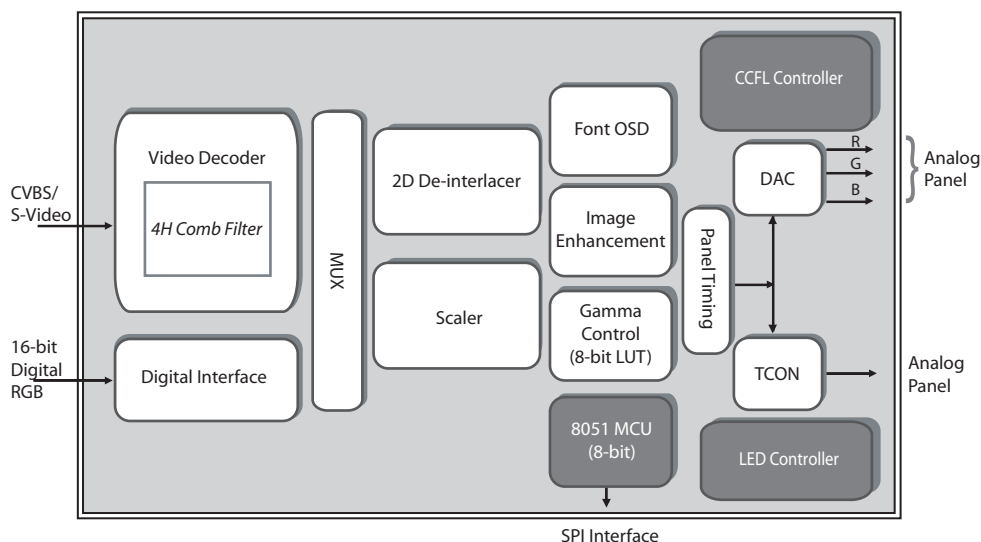 CVBS/
S-Video
16-bit
Digital
RGB
Video Decoder
4H Comb Filter
Digital Interface
MUX
2D De-interlacer
Scaler
Font OSD
Image
Enhancement
Gamma
Control
(8-bit LUT)
8051 MCU
(8-bit)
SPI Interface
Panel Timing
CCFL Controller
DAC
R
G
B
Analog
Panel
TCON
Analog
Panel
LED Controller